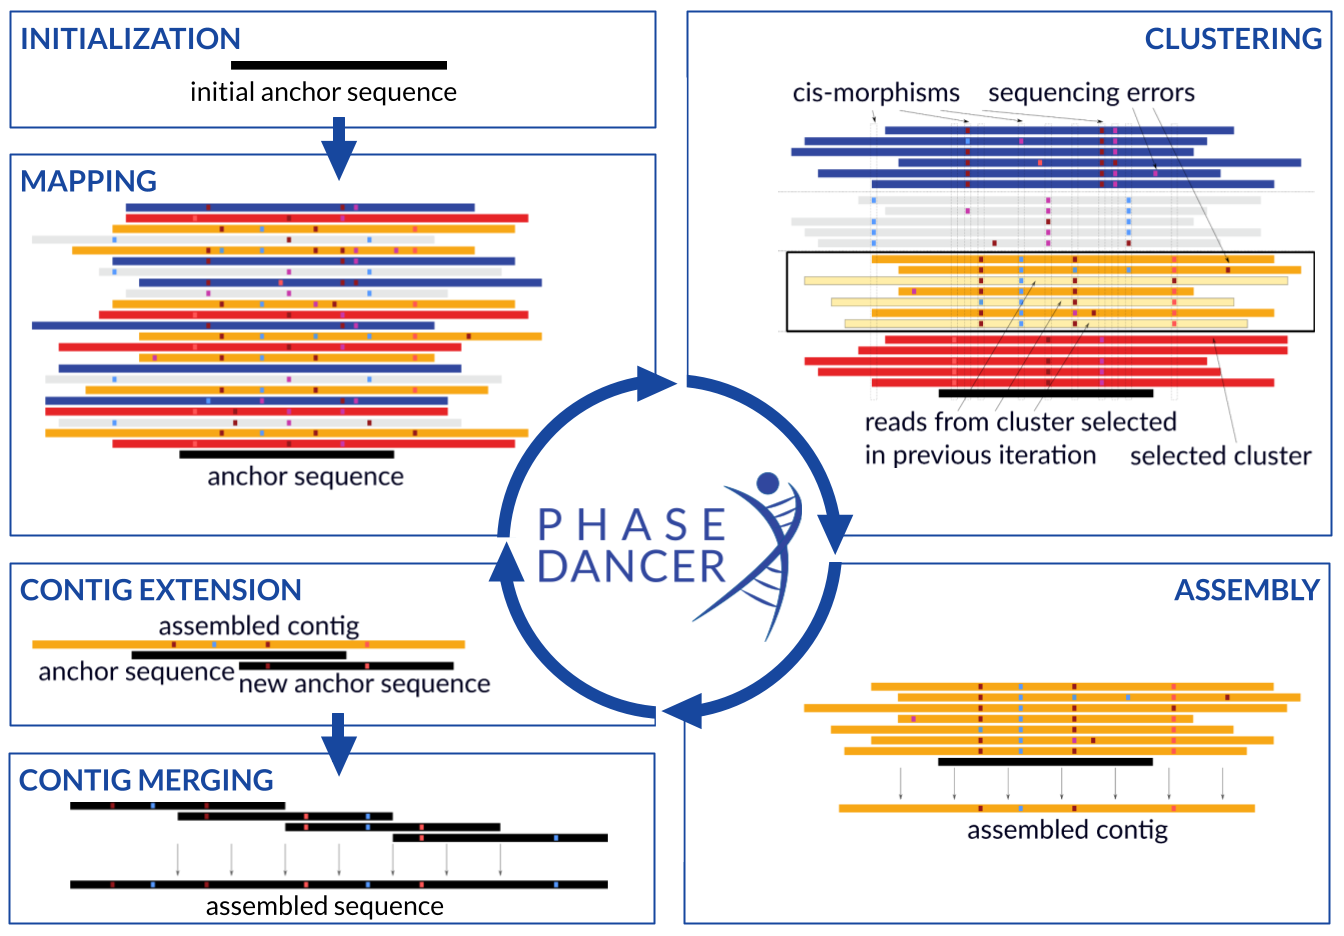 INITIALIZATION
initial anchor sequence
MAPPING
anchor sequence
CLUSTERING
cis-morphisms sequencing errors
reads from cluster selected
in previous iteration
selected cluster
PHASE
DANCER
CONTIG EXTENSION
assembled contig
anchor sequence
new anchor sequence
ASSEMBLY
assembled contig
CONTIG MERGING
assembled sequence